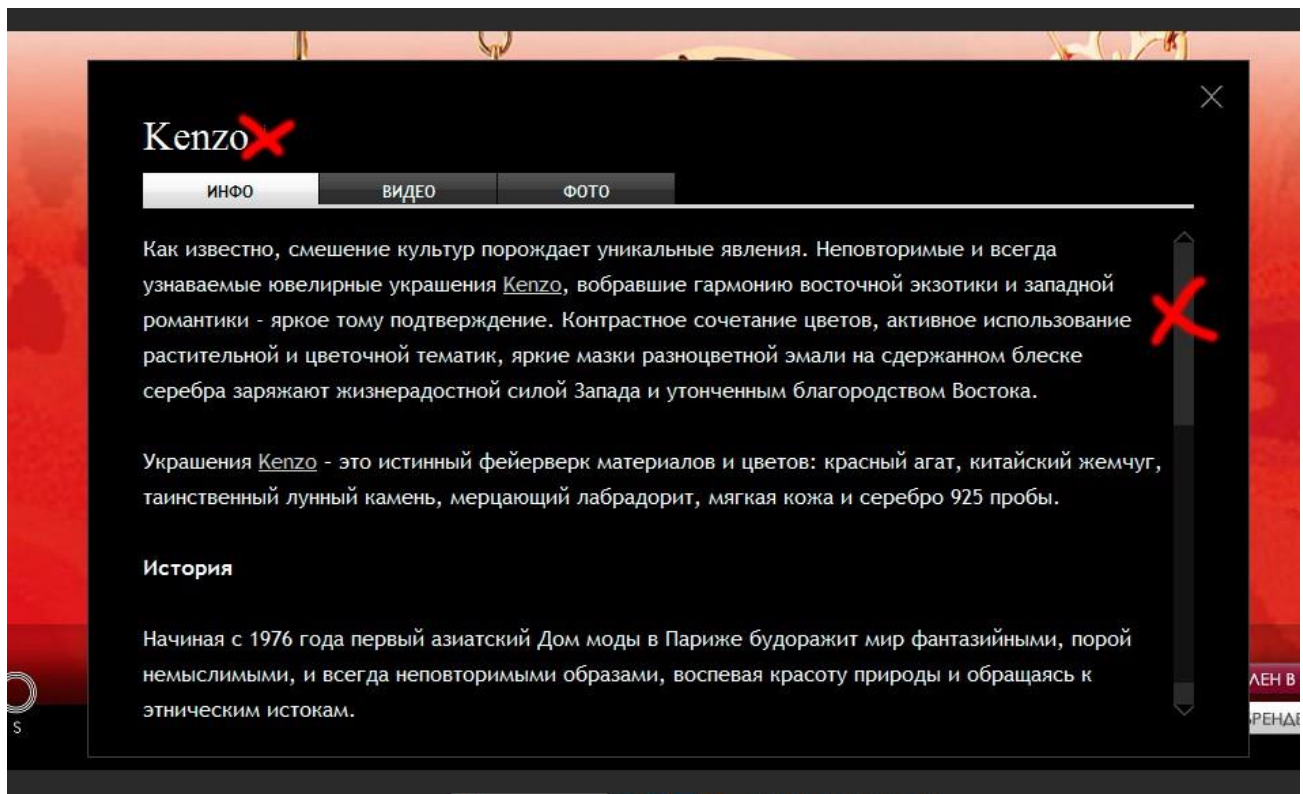 Kenzo
ИНФО ВИДЕО ФОТО
Как известно, смешение культур порождает уникальные явления. Неповторимые и всегда
узнаваемые ювелирные украшения Kenzo, вобравшие гармонию восточной экзотики и западной
романтики - яркое тому подтверждение. Контрастное сочетание цветов, активное использование
растительной и цветочной тематик, яркие мазки разноцветной эмали на сдержанном блеске
серебра заряжают жизнерадостной силой Запада и утонченным благородством Востока.
Украшения Kenzo - это истинный фейерверк материалов и цветов: красный агат, китайский жемчуг,
таинственный лунный камень, мерцающий лабрадорит, мягкая кожа и серебро 925 пробы.
История
Начиная с 1976 года первый азиатский Дом моды в Париже будоражит мир фантазийными, порой
немыслимыми, и всегда неповторимыми образами, воспевая красоту природы и обращаясь к
этническим истокам.
ЛЕН В
БРЕНДЕ
S